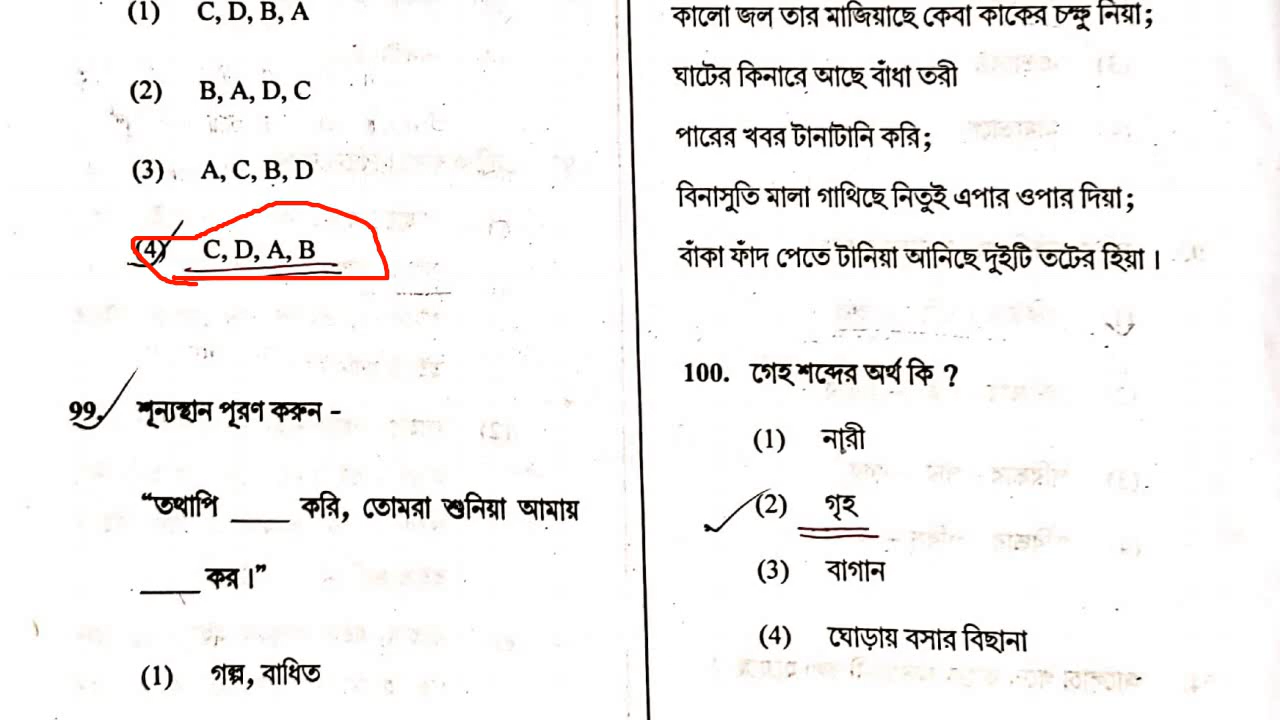 (1) C, D, B, A
(2) B, A, D, C
(3) A, C, B, D
(4) C, D, A, B
99. শূন্যস্থান পূরণ করুন -
“তথাপি ____ করি, তোমরা শুনিয়া আমায়
____ কর।”
(1) গল্প, বাধিত
কালো জল তার মাজিয়াছে কেবা কাকের চক্ষু নিয়া;
ঘাটের কিনারে আছে বাঁধা তরী
পারের খবর টানাটানি করি;
বিনাসুতি মালা গাথিছে নিতুই এপার ওপার দিয়া;
বাঁকা ফাঁদ পেতে টানিয়া আনিছে দুইটি তটের হিয়া।
100. গেহ শব্দের অর্থ কি ?
(1) নারী
(2) গৃহ
(3) বাগান
(4) ঘোড়ায় বসার বিছানা